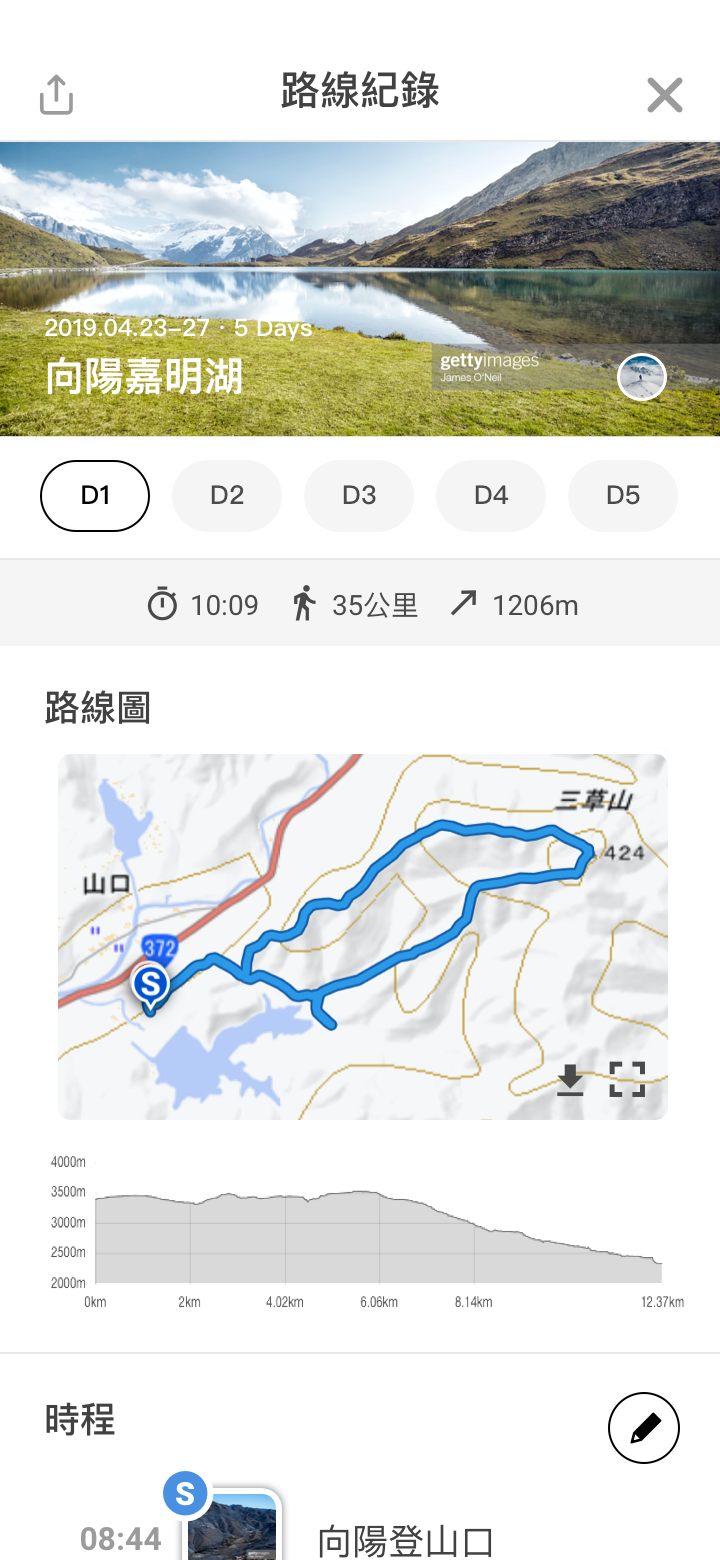 路線紀錄
2019.04.23–27 · 5 Days
向陽嘉明湖
gettyimages
James O'Neil
D1 D2 D3 D4 D5
10:09 35公里 1206m
路線圖
三草山
424
山口
372
S
4000m
3500m
3000m
2500m
2000m
0km 2km 4.02km 6.06km 8.14km 12.37km
時程
S
08:44 向陽登山口